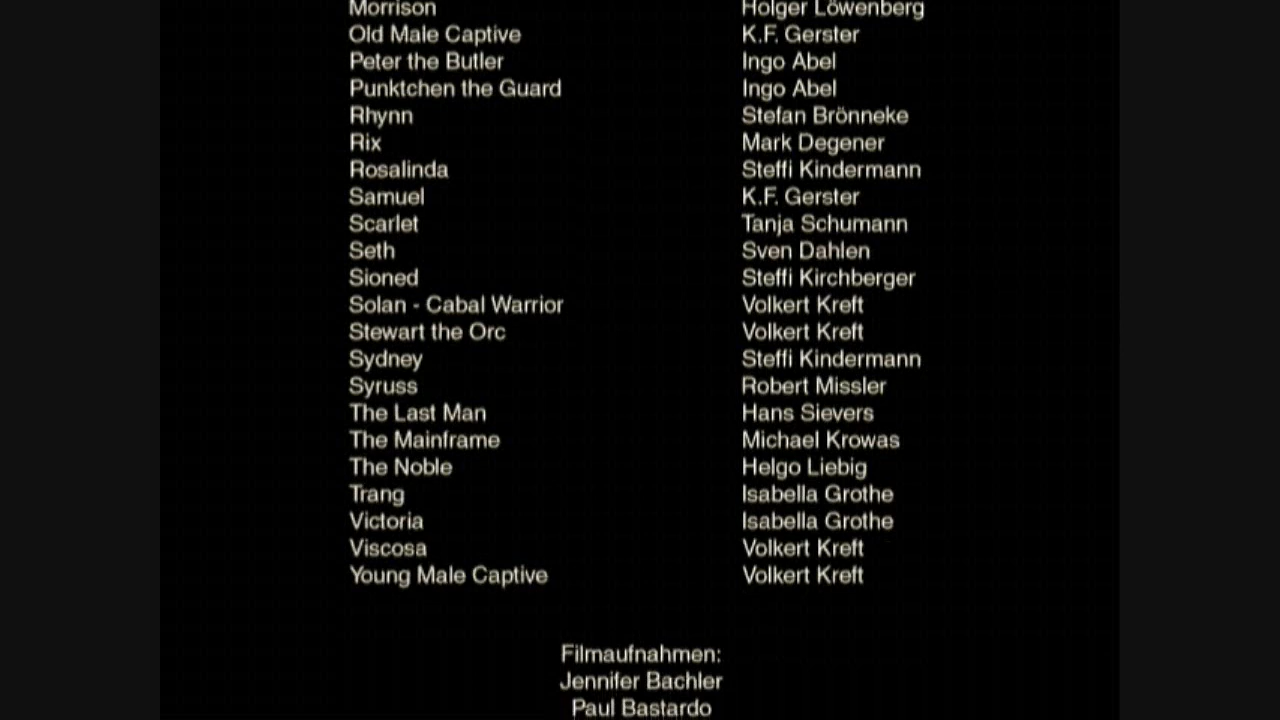 Morrison Holger Löwenberg
Old Male Captive K.F. Gerster
Peter the Butler Ingo Abel
Punktchen the Guard Ingo Abel
Rhynn Stefan Brönneke
Rix Mark Degener
Rosalinda Steffi Kindermann
Samuel K.F. Gerster
Scarlet Tanja Schumann
Seth Sven Dahlen
Sioned Steffi Kirchberger
Solan - Cabal Warrior Volkert Kreft
Stewart the Orc Volkert Kreft
Sydney Steffi Kindermann
Syruss Robert Missler
The Last Man Hans Sievers
The Mainframe Michael Krowas
The Noble Helgo Liebig
Trang Isabella Grothe
Victoria Isabella Grothe
Viscosa Volkert Kreft
Young Male Captive Volkert Kreft
Filmaufnahmen:
Jennifer Bachler
Paul Bastardo